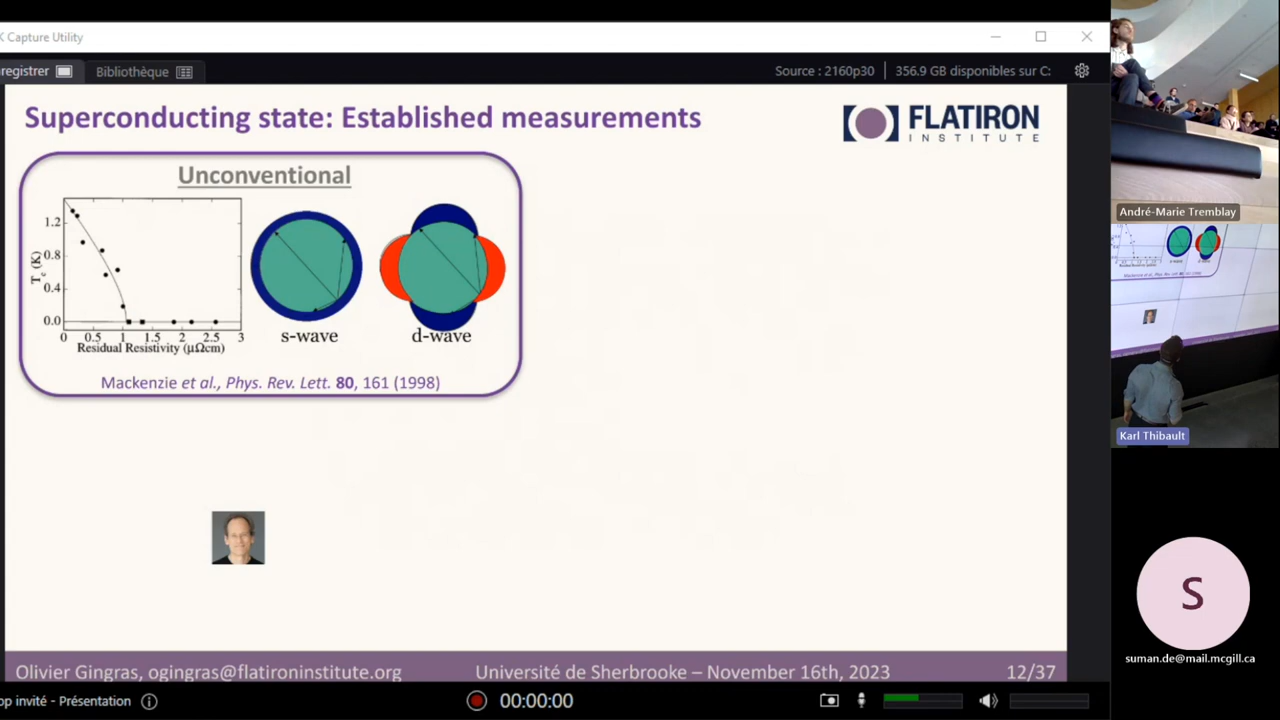 K Capture Utility
registrer
Bibliothèque
Source : 2160p30
356.9 GB disponibles sur C:
Superconducting state: Established measurements
FLATIRON
INSTITUTE
Unconventional
1.2
0.8
0.4
0.0
Tc (K)
0 0.5 1 1.5 2 2.5 3
Residual Resistivity (μΩcm)
s-wave
d-wave
Mackenzie et al., Phys. Rev. Lett. 80, 161 (1998)
Olivier Gingras, ogingras@flatironinstitute.org
Université de Sherbrooke – November 16th, 2023
12/37
op invité - Présentation
00:00:00
André-Marie Tremblay
Karl Thibault
S
suman.de@mail.mcgill.ca